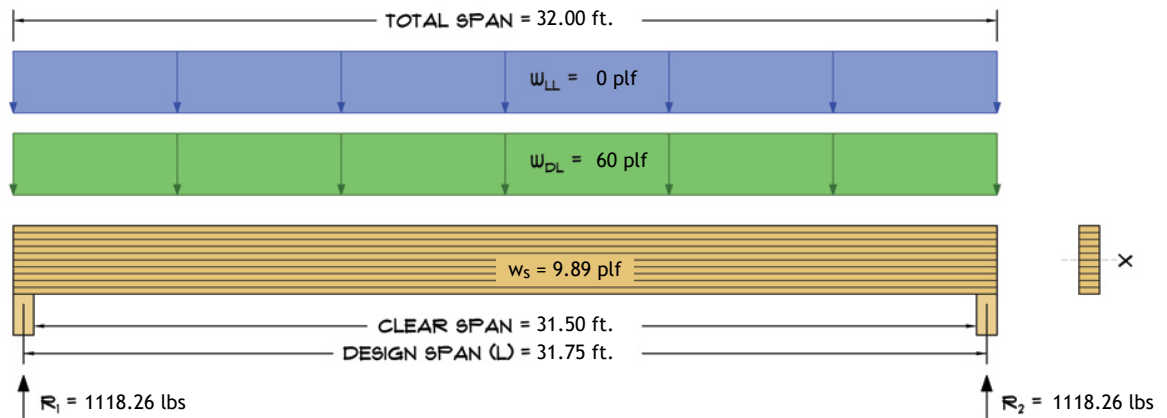 TOTAL SPAN = 32.00 ft.
wLL = 0 plf
wDL = 60 plf
ws = 9.89 plf
X
CLEAR SPAN = 31.50 ft.
DESIGN SPAN (L) = 31.75 ft.
R1 = 1118.26 lbs
R2 = 1118.26 lbs